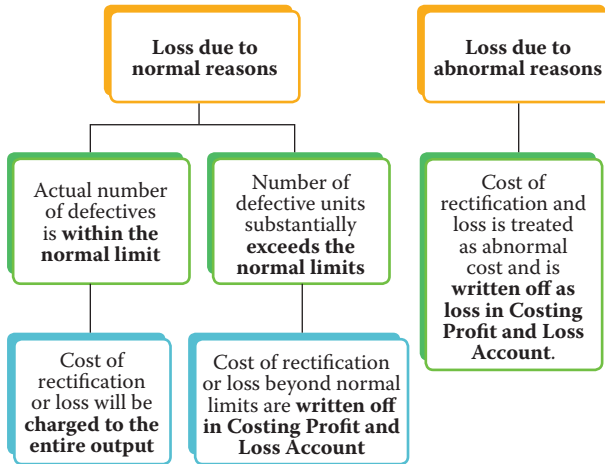 Loss due to
normal reasons
Loss due to
abnormal reasons
Actual number
of defectives
is within the
normal limit
Number of
defective units
substantially
exceeds the
normal limits
Cost of
rectification and
loss is treated
as abnormal
cost and is
written off as
loss in Costing
Profit and Loss
Account.
Cost of
rectification
or loss will be
charged to the
entire output
Cost of rectification
or loss beyond normal
limits are written off
in Costing Profit and
Loss Account